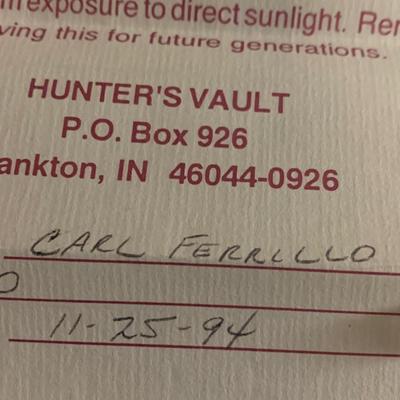 exposure to direct sunlight.
ving this for future generations.
HUNTER'S VAULT
P.O. Box 926
ankton, IN 46044-0926
CARL FERRILLO
O
11-25-94